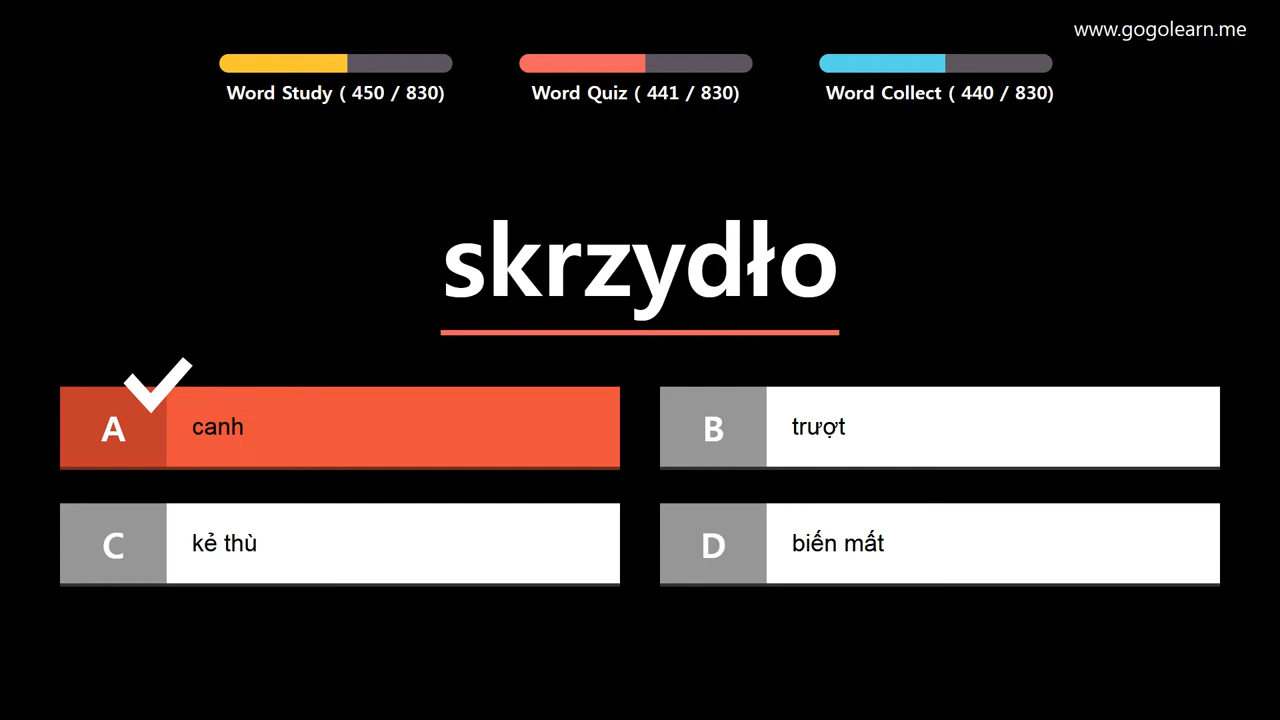 www.gogolearn.me
Word Study ( 450 / 830)
Word Quiz ( 441 / 830)
Word Collect ( 440 / 830)
skrzydło
A canh
B trượt
C kẻ thù
D biến mất